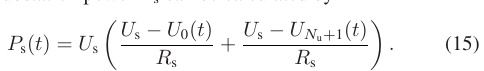 P_s(t) = U_s ( (U_s − U_0(t)) / R_s + (U_s − U_{N_u+1}(t)) / R_s ) . (15)